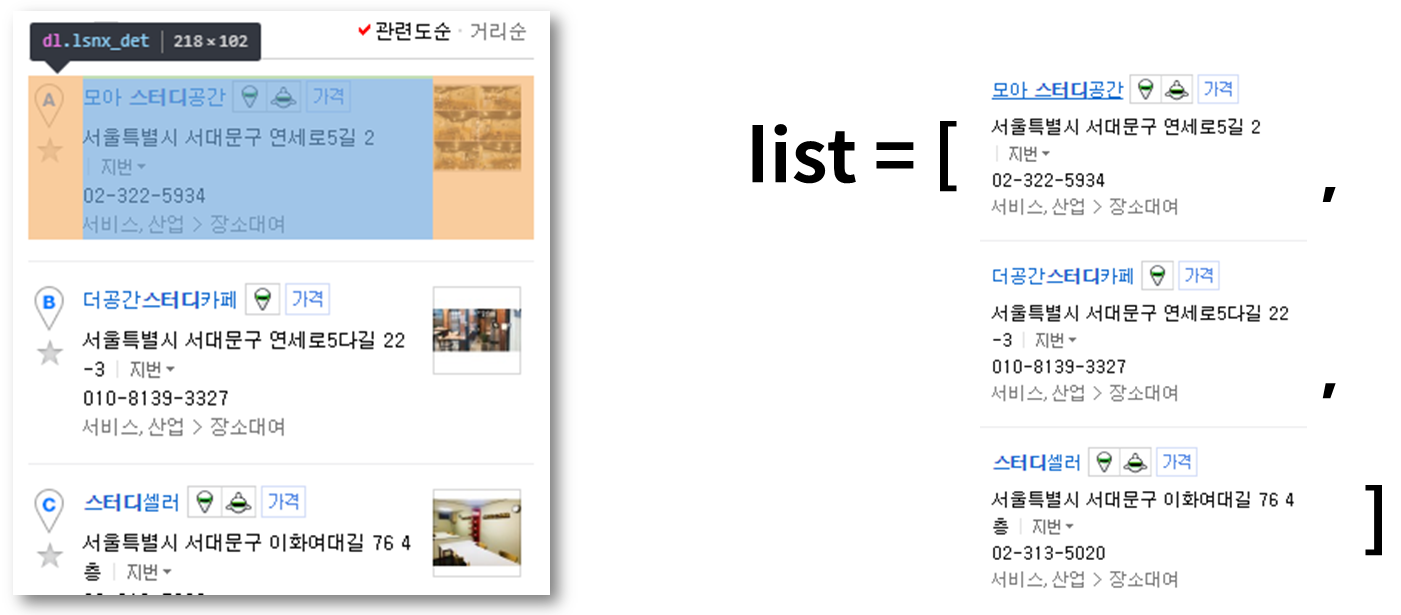 dl.lsnx_det | 218×102
관련도순 · 거리순
A 모아 스터디공간 가격
서울특별시 서대문구 연세로5길 2
| 지번
02-322-5934
서비스, 산업 > 장소대여
B 더공간스터디카페 가격
서울특별시 서대문구 연세로5다길 22
-3 | 지번
010-8139-3327
서비스, 산업 > 장소대여
C 스터디셀러 가격
서울특별시 서대문구 이화여대길 76 4
층 | 지번
list = [
모아 스터디공간 가격
서울특별시 서대문구 연세로5길 2
| 지번
02-322-5934
서비스, 산업 > 장소대여
,
더공간스터디카페 가격
서울특별시 서대문구 연세로5다길 22
-3 | 지번
010-8139-3327
서비스, 산업 > 장소대여
,
스터디셀러 가격
서울특별시 서대문구 이화여대길 76 4
층 | 지번
02-313-5020
서비스, 산업 > 장소대여
]